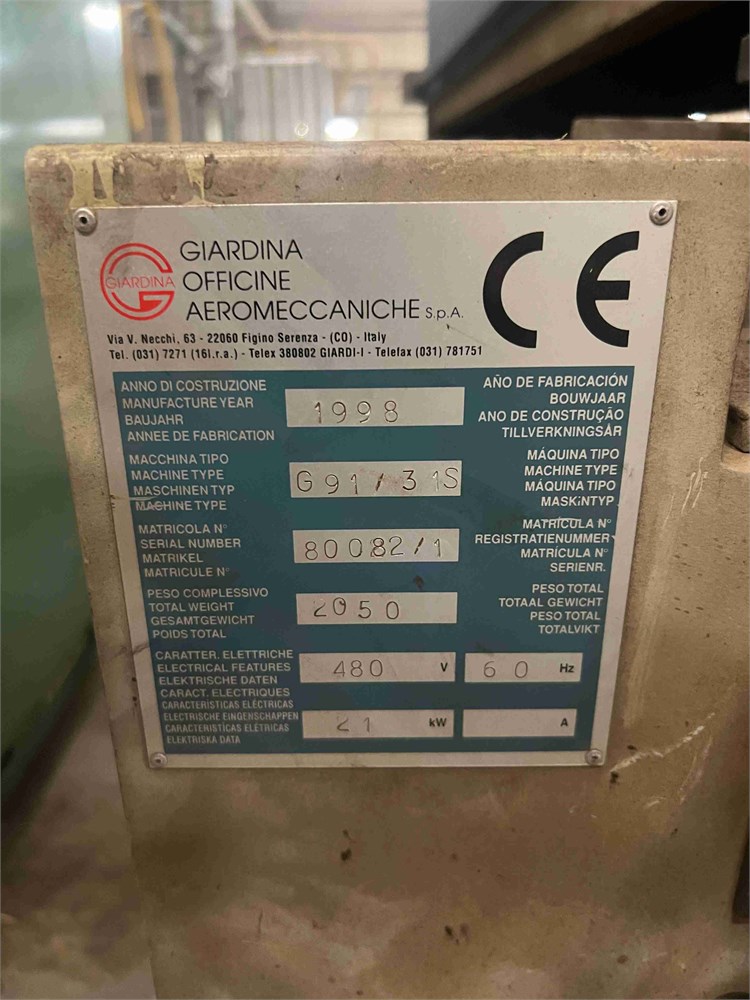 GIARDINA
GIARDINA
OFFICINE
AEROMECCANICHE S.p.A.
CE
Via V. Necchi, 63 - 22060 Figino Serenza - (CO) - Italy
Tel. (031) 7271 (16l.r.a.) - Telex 380802 GIARDI-I - Telefax (031) 781751
ANNO DI COSTRUZIONE
MANUFACTURE YEAR
BAUJAHR
ANNEE DE FABRICATION
1998
AÑO DE FABRICACIÓN
BOUWJAAR
ANO DE CONSTRUÇÃO
TILLVERKNINGSÅR
MACCHINA TIPO
MACHINE TYPE
MASCHINEN TYP
MASHINE TYPE
G91/31S
MÁQUINA TIPO
MACHINE TYPE
MÁQUINA TIPO
MASKINTYP
MATRICOLA N°
SERIAL NUMBER
MATRIKEL
MATRICULE N°
80082/1
MATRÍCULA N°
REGISTRATIENUMMER
MATRÍCULA N°
SERIENR.
PESO COMPLESSIVO
TOTAL WEIGHT
GESAMTGEWICHT
POIDS TOTAL
2050
PESO TOTAL
TOTAAL GEWICHT
PESO TOTAL
TOTALVIKT
CARATTER. ELETTRICHE
ELECTRICAL FEATURES
ELEKTRISCHE DATEN
CARACT. ELECTRIQUES
CARACTERISTICAS ELÉCTRICAS
ELECTRISCHE EINGENSCHAPPEN
CARACTERÍSTICAS ELÉTRICAS
ELEKTRISKA DATA
480 V
60 Hz
21 kW
A